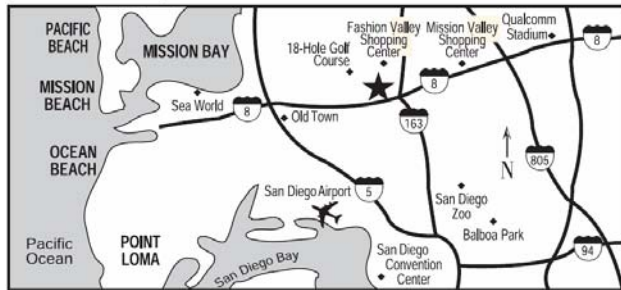 PACIFIC
BEACH
MISSION BAY
MISSION
BEACH
Sea World
OCEAN
BEACH
Pacific
Ocean
POINT
LOMA
San Diego Bay
San Diego Airport
Old Town
18-Hole Golf
Course
Fashion Valley
Shopping
Center
Mission Valley
Shopping
Center
Qualcomm
Stadium
8
8
8
163
805
5
94
N
San Diego
Zoo
Balboa Park
San Diego
Convention
Center